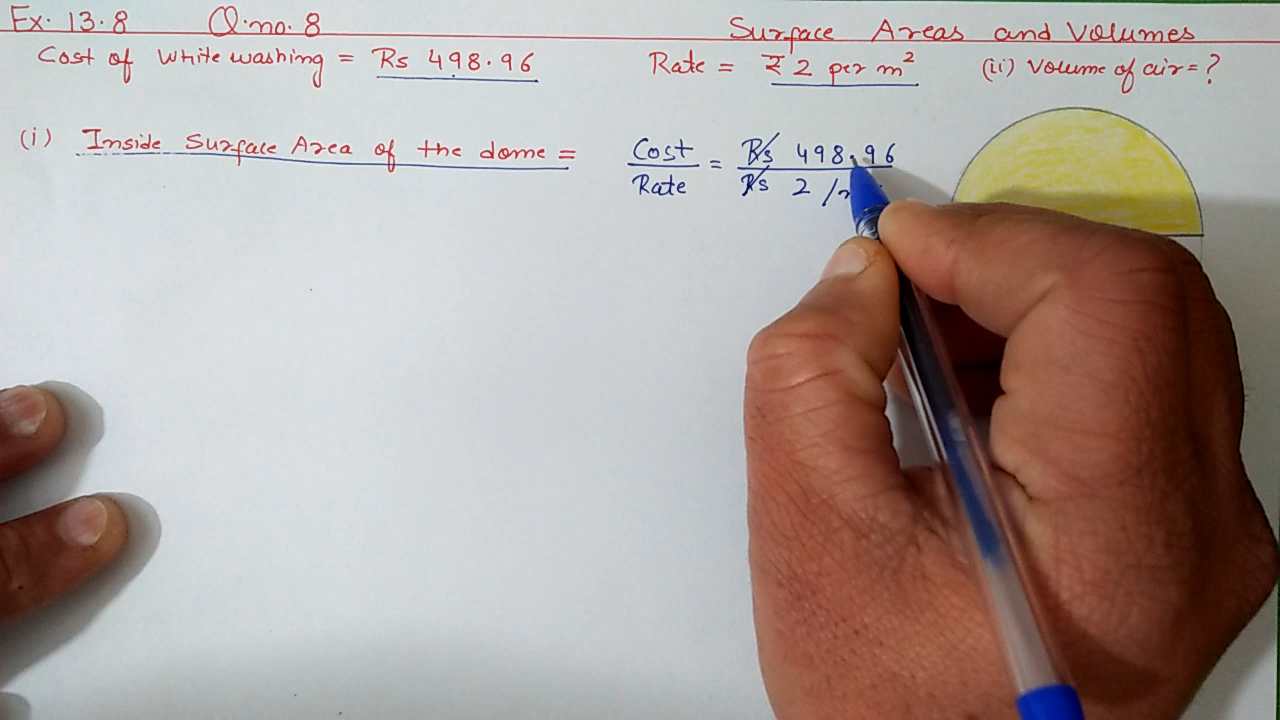 Ex. 13.8 Q.no. 8 Surface Areas and Volumes
Cost of white washing = Rs 498.96 Rate = ₹ 2 per m² (ii) Volume of air = ?
(i) Inside Surface Area of the dome = Cost = Rs 498.96
Rate Rs 2 /